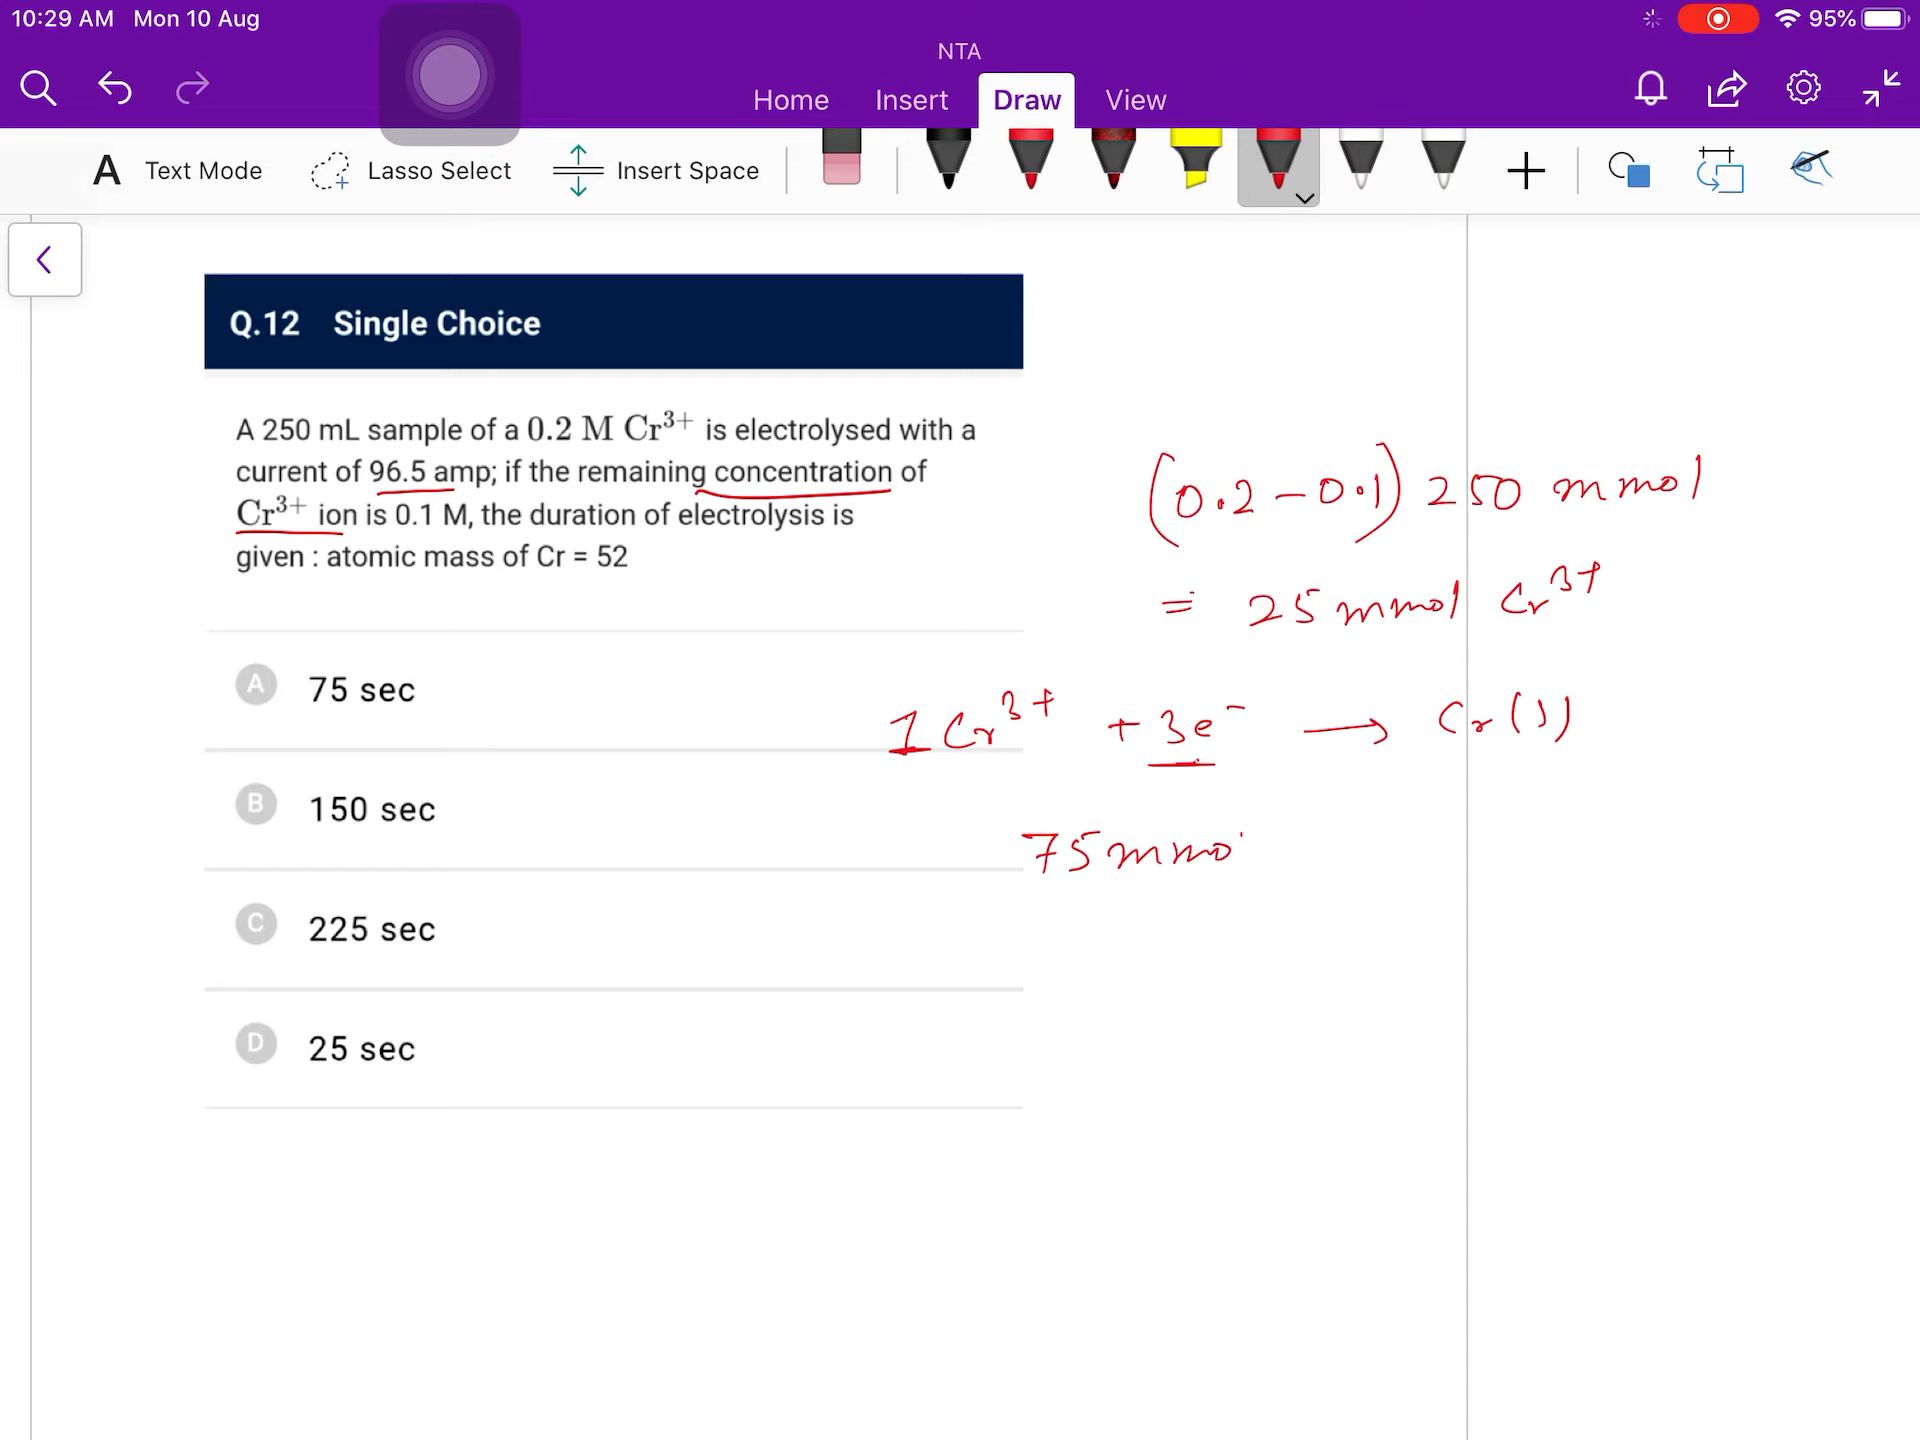 10:29 AM Mon 10 Aug
95%
NTA
Home Insert Draw View
A Text Mode Lasso Select Insert Space
Q.12 Single Choice
A 250 mL sample of a 0.2 M Cr³⁺ is electrolysed with a
current of 96.5 amp; if the remaining concentration of
Cr³⁺ ion is 0.1 M, the duration of electrolysis is
given : atomic mass of Cr = 52
A 75 sec
B 150 sec
C 225 sec
D 25 sec
(0.2 - 0.1) 250 mmol
= 25 mmol Cr³⁺
1 Cr³⁺ + 3e⁻ → Cr(s)
75 mmo